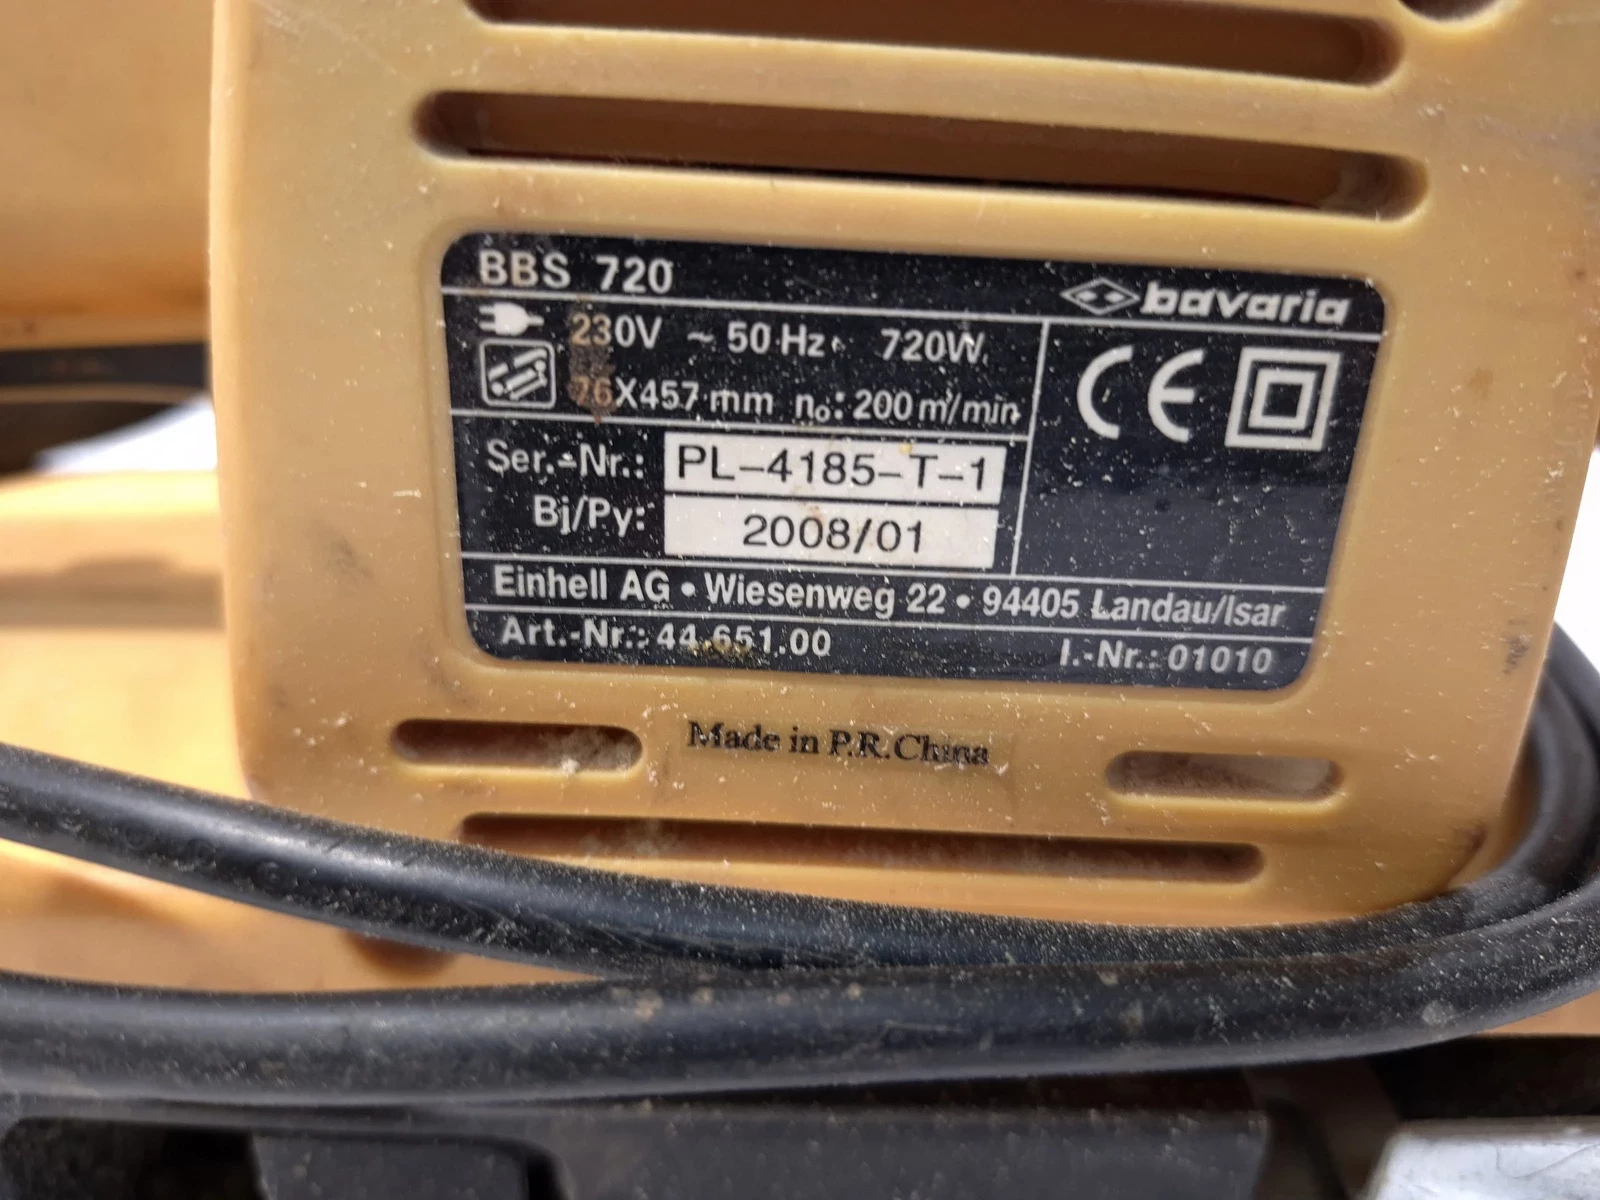 BBS 720
bavaria
230V ~ 50 Hz 720W
76X457 mm n₀: 200 m/min
CE
Ser.-Nr.: PL-4185-T-1
Bj/Py: 2008/01
Einhell AG • Wiesenweg 22 • 94405 Landau/Isar
Art.-Nr.: 44.651.00 I.-Nr.: 01010
Made in P.R.China